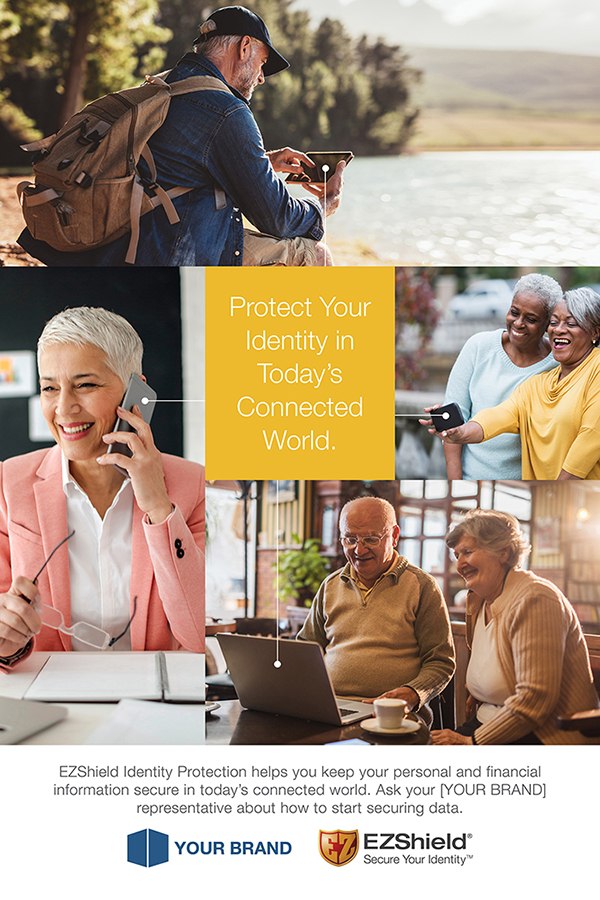 Protect Your
Identity in
Today's
Connected
World.
EZShield Identity Protection helps you keep your personal and financial
information secure in today's connected world. Ask your [YOUR BRAND]
representative about how to start securing data.
YOUR BRAND
EZ
EZShield®
Secure Your Identity™